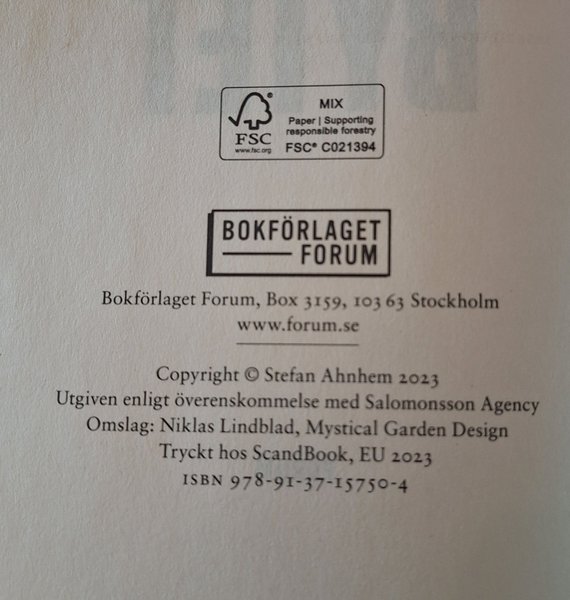 FSC®
www.fsc.org
MIX
Paper | Supporting
responsible forestry
FSC® C021394
BOKFÖRLAGET
FORUM
Bokförlaget Forum, Box 3159, 103 63 Stockholm
www.forum.se
Copyright © Stefan Ahnhem 2023
Utgiven enligt överenskommelse med Salomonsson Agency
Omslag: Niklas Lindblad, Mystical Garden Design
Tryckt hos ScandBook, EU 2023
ISBN 978-91-37-15750-4